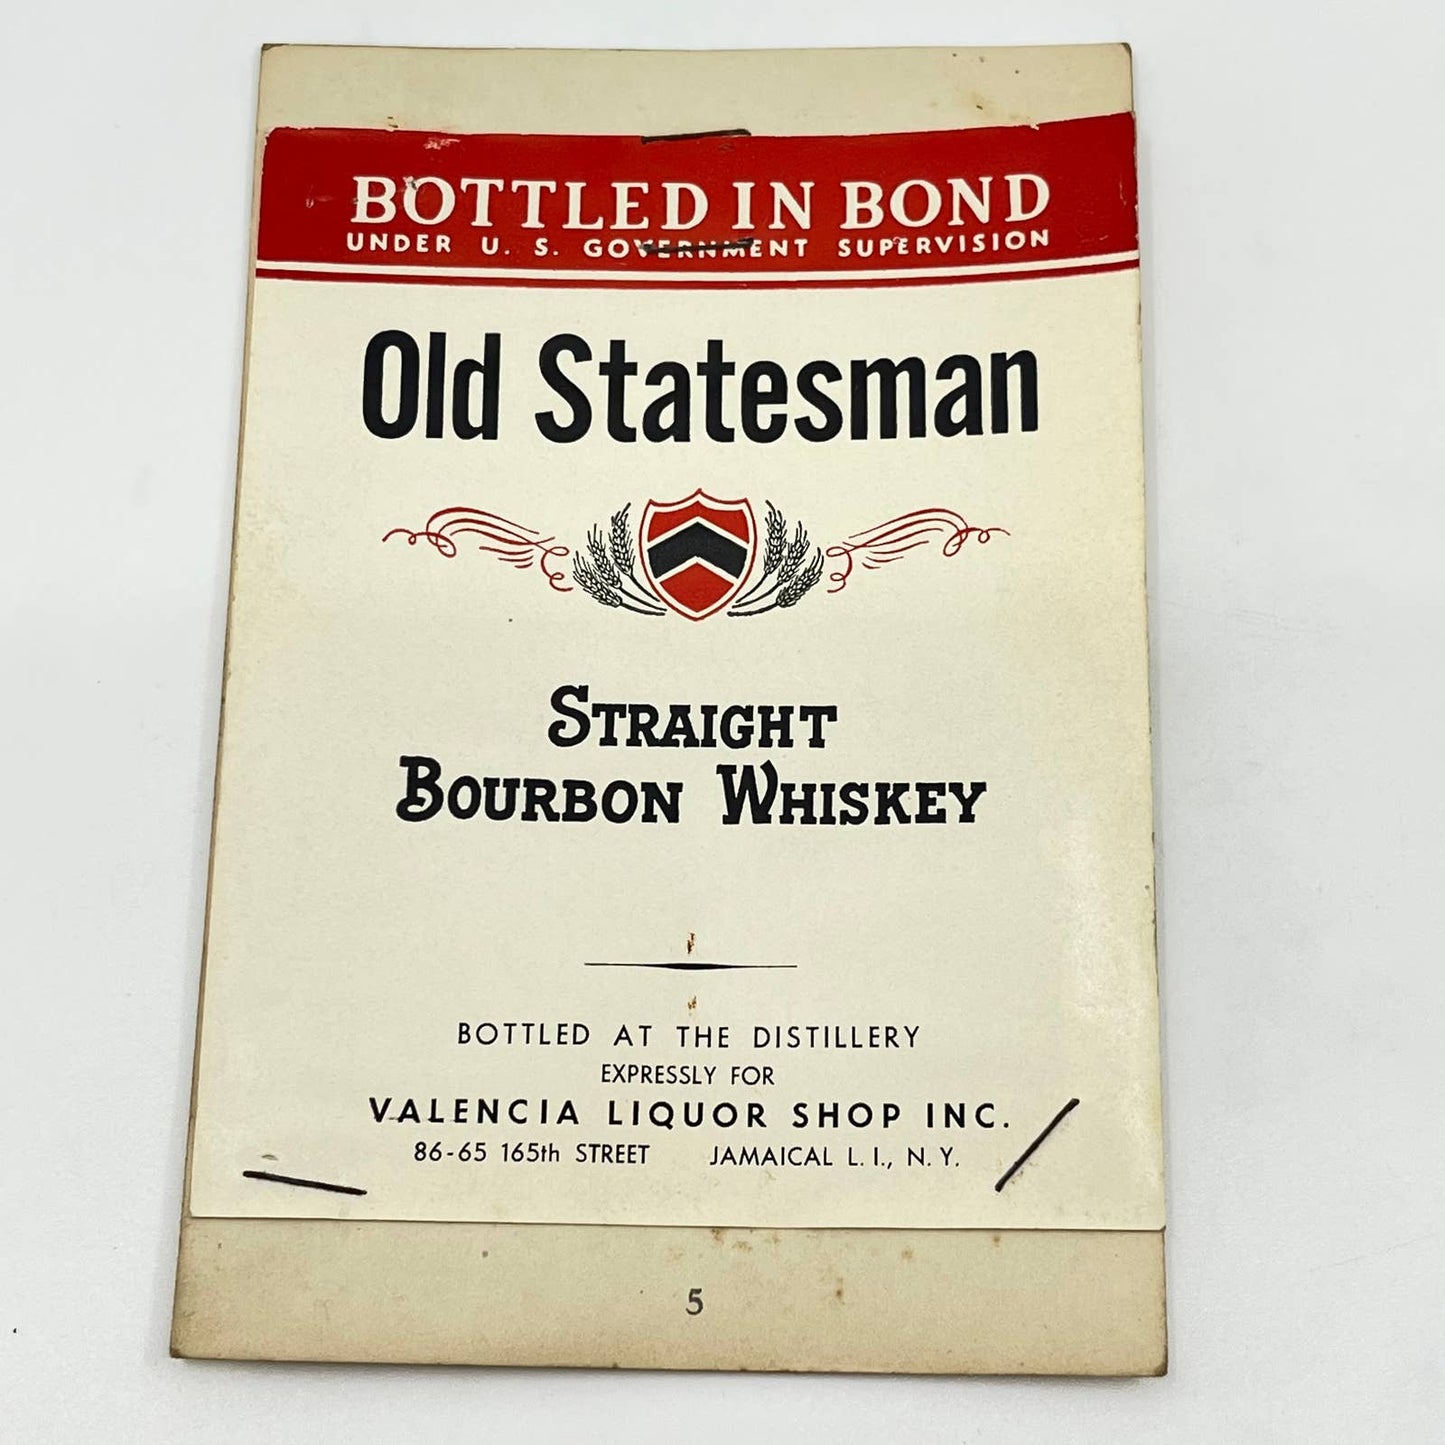 BOTTLED IN BOND
UNDER U. S. GOVERNMENT SUPERVISION
Old Statesman
STRAIGHT
BOURBON WHISKEY
BOTTLED AT THE DISTILLERY
EXPRESSLY FOR
VALENCIA LIQUOR SHOP INC.
86-65 165th STREET JAMAICAL L. I., N. Y.
5